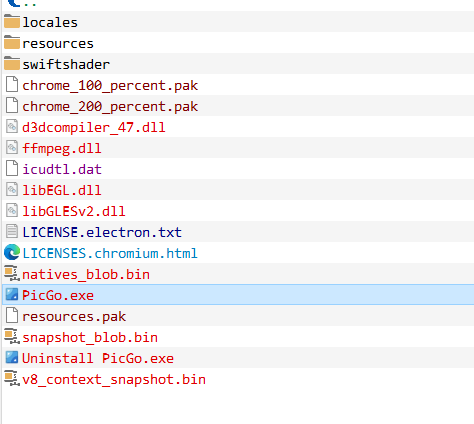 ..
locales
resources
swiftshader
chrome_100_percent.pak
chrome_200_percent.pak
d3dcompiler_47.dll
ffmpeg.dll
icudtl.dat
libEGL.dll
libGLESv2.dll
LICENSE.electron.txt
LICENSES.chromium.html
natives_blob.bin
PicGo.exe
resources.pak
snapshot_blob.bin
Uninstall PicGo.exe
v8_context_snapshot.bin